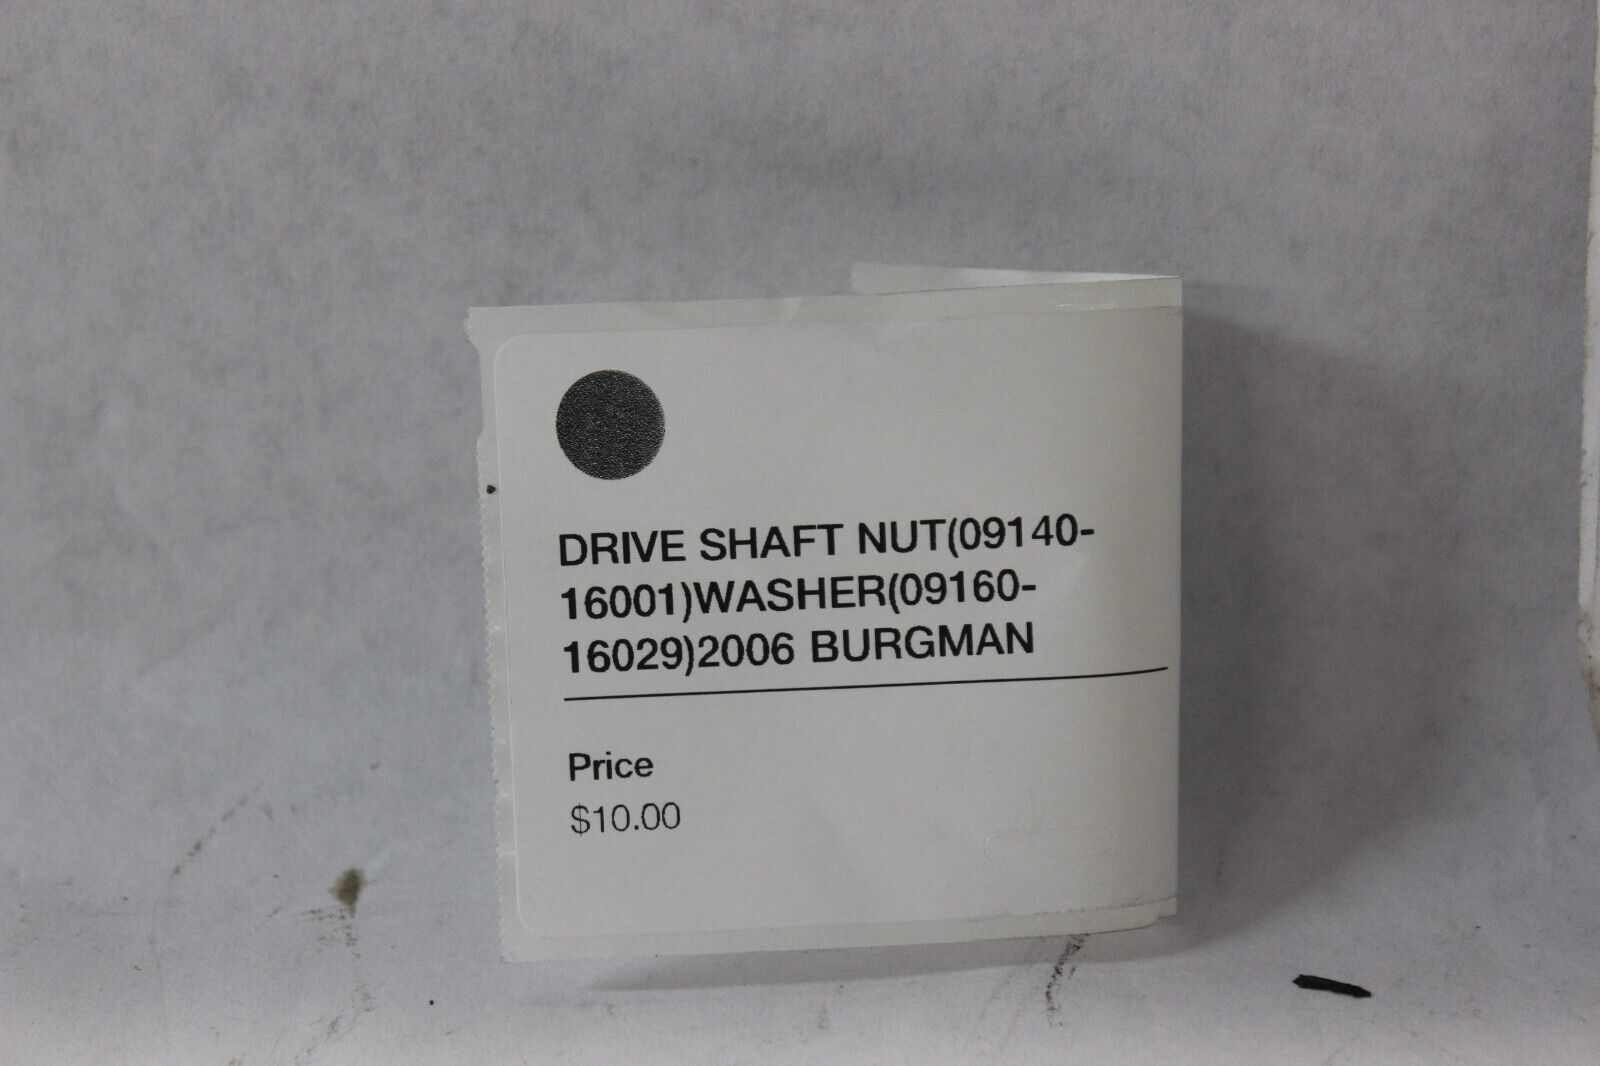 DRIVE SHAFT NUT(09140-
16001)WASHER(09160-
16029)2006 BURGMAN
Price
$10.00